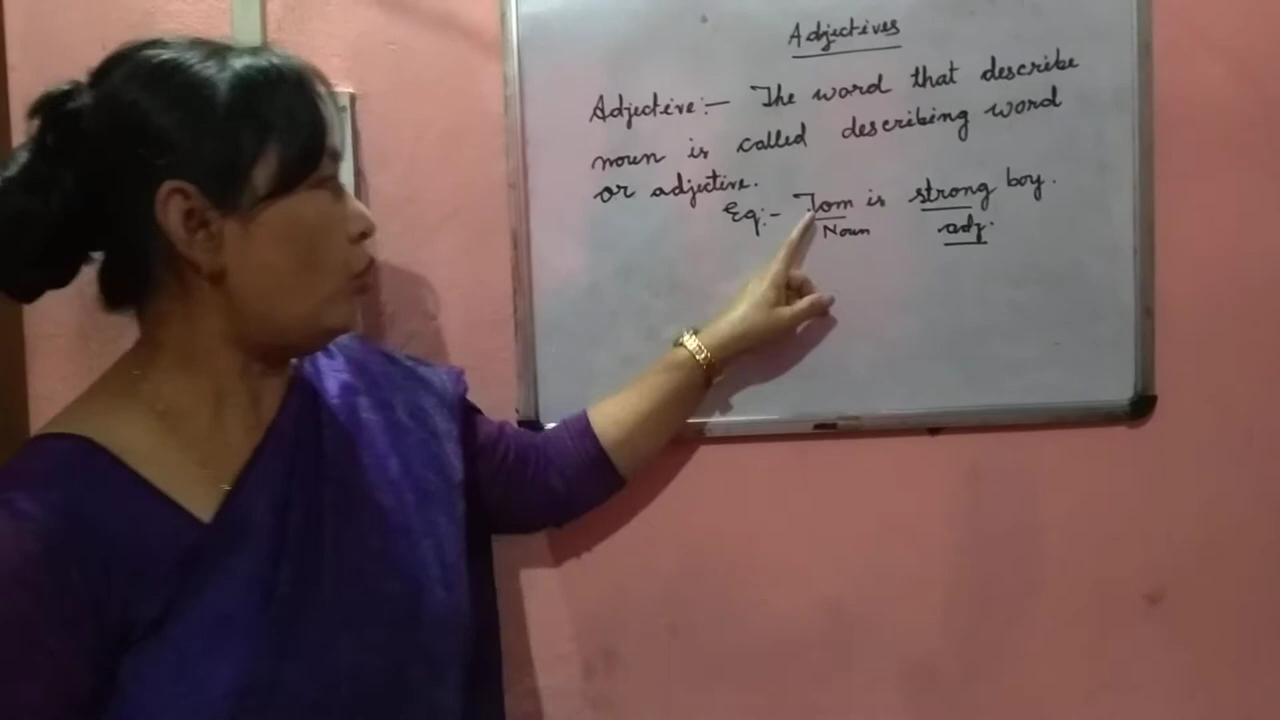 Adjectives
Adjective:- The word that describe
noun is called describing word
or adjective.
Eg:- Tom is strong boy.
Noun adj.